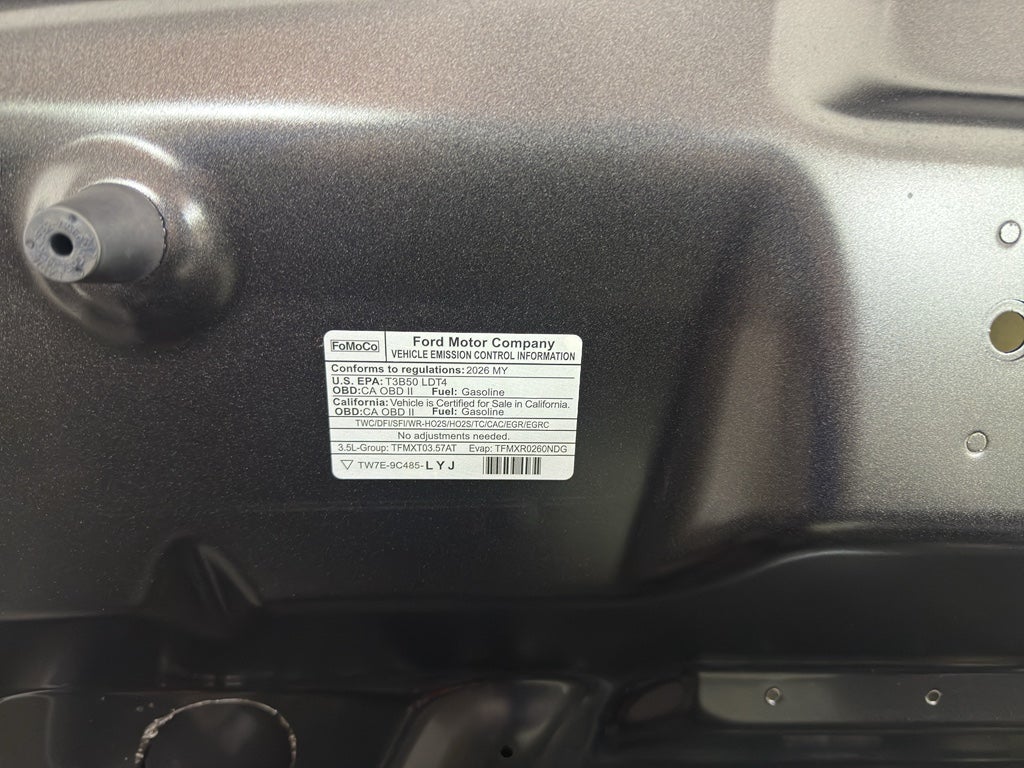 FoMoCo
Ford Motor Company
VEHICLE EMISSION CONTROL INFORMATION
Conforms to regulations: 2026 MY
U.S. EPA: T3B50 LDT4
OBD:CA OBD II Fuel: Gasoline
California: Vehicle is Certified for Sale in California.
OBD:CA OBD II Fuel: Gasoline
TWC/DFI/SFI/WR-HO2S/HO2S/TC/CAC/EGR/EGRC
No adjustments needed.
3.5L-Group: TFMXT03.57AT Evap: TFMXR0260NDG
TW7E-9C485-LYJ